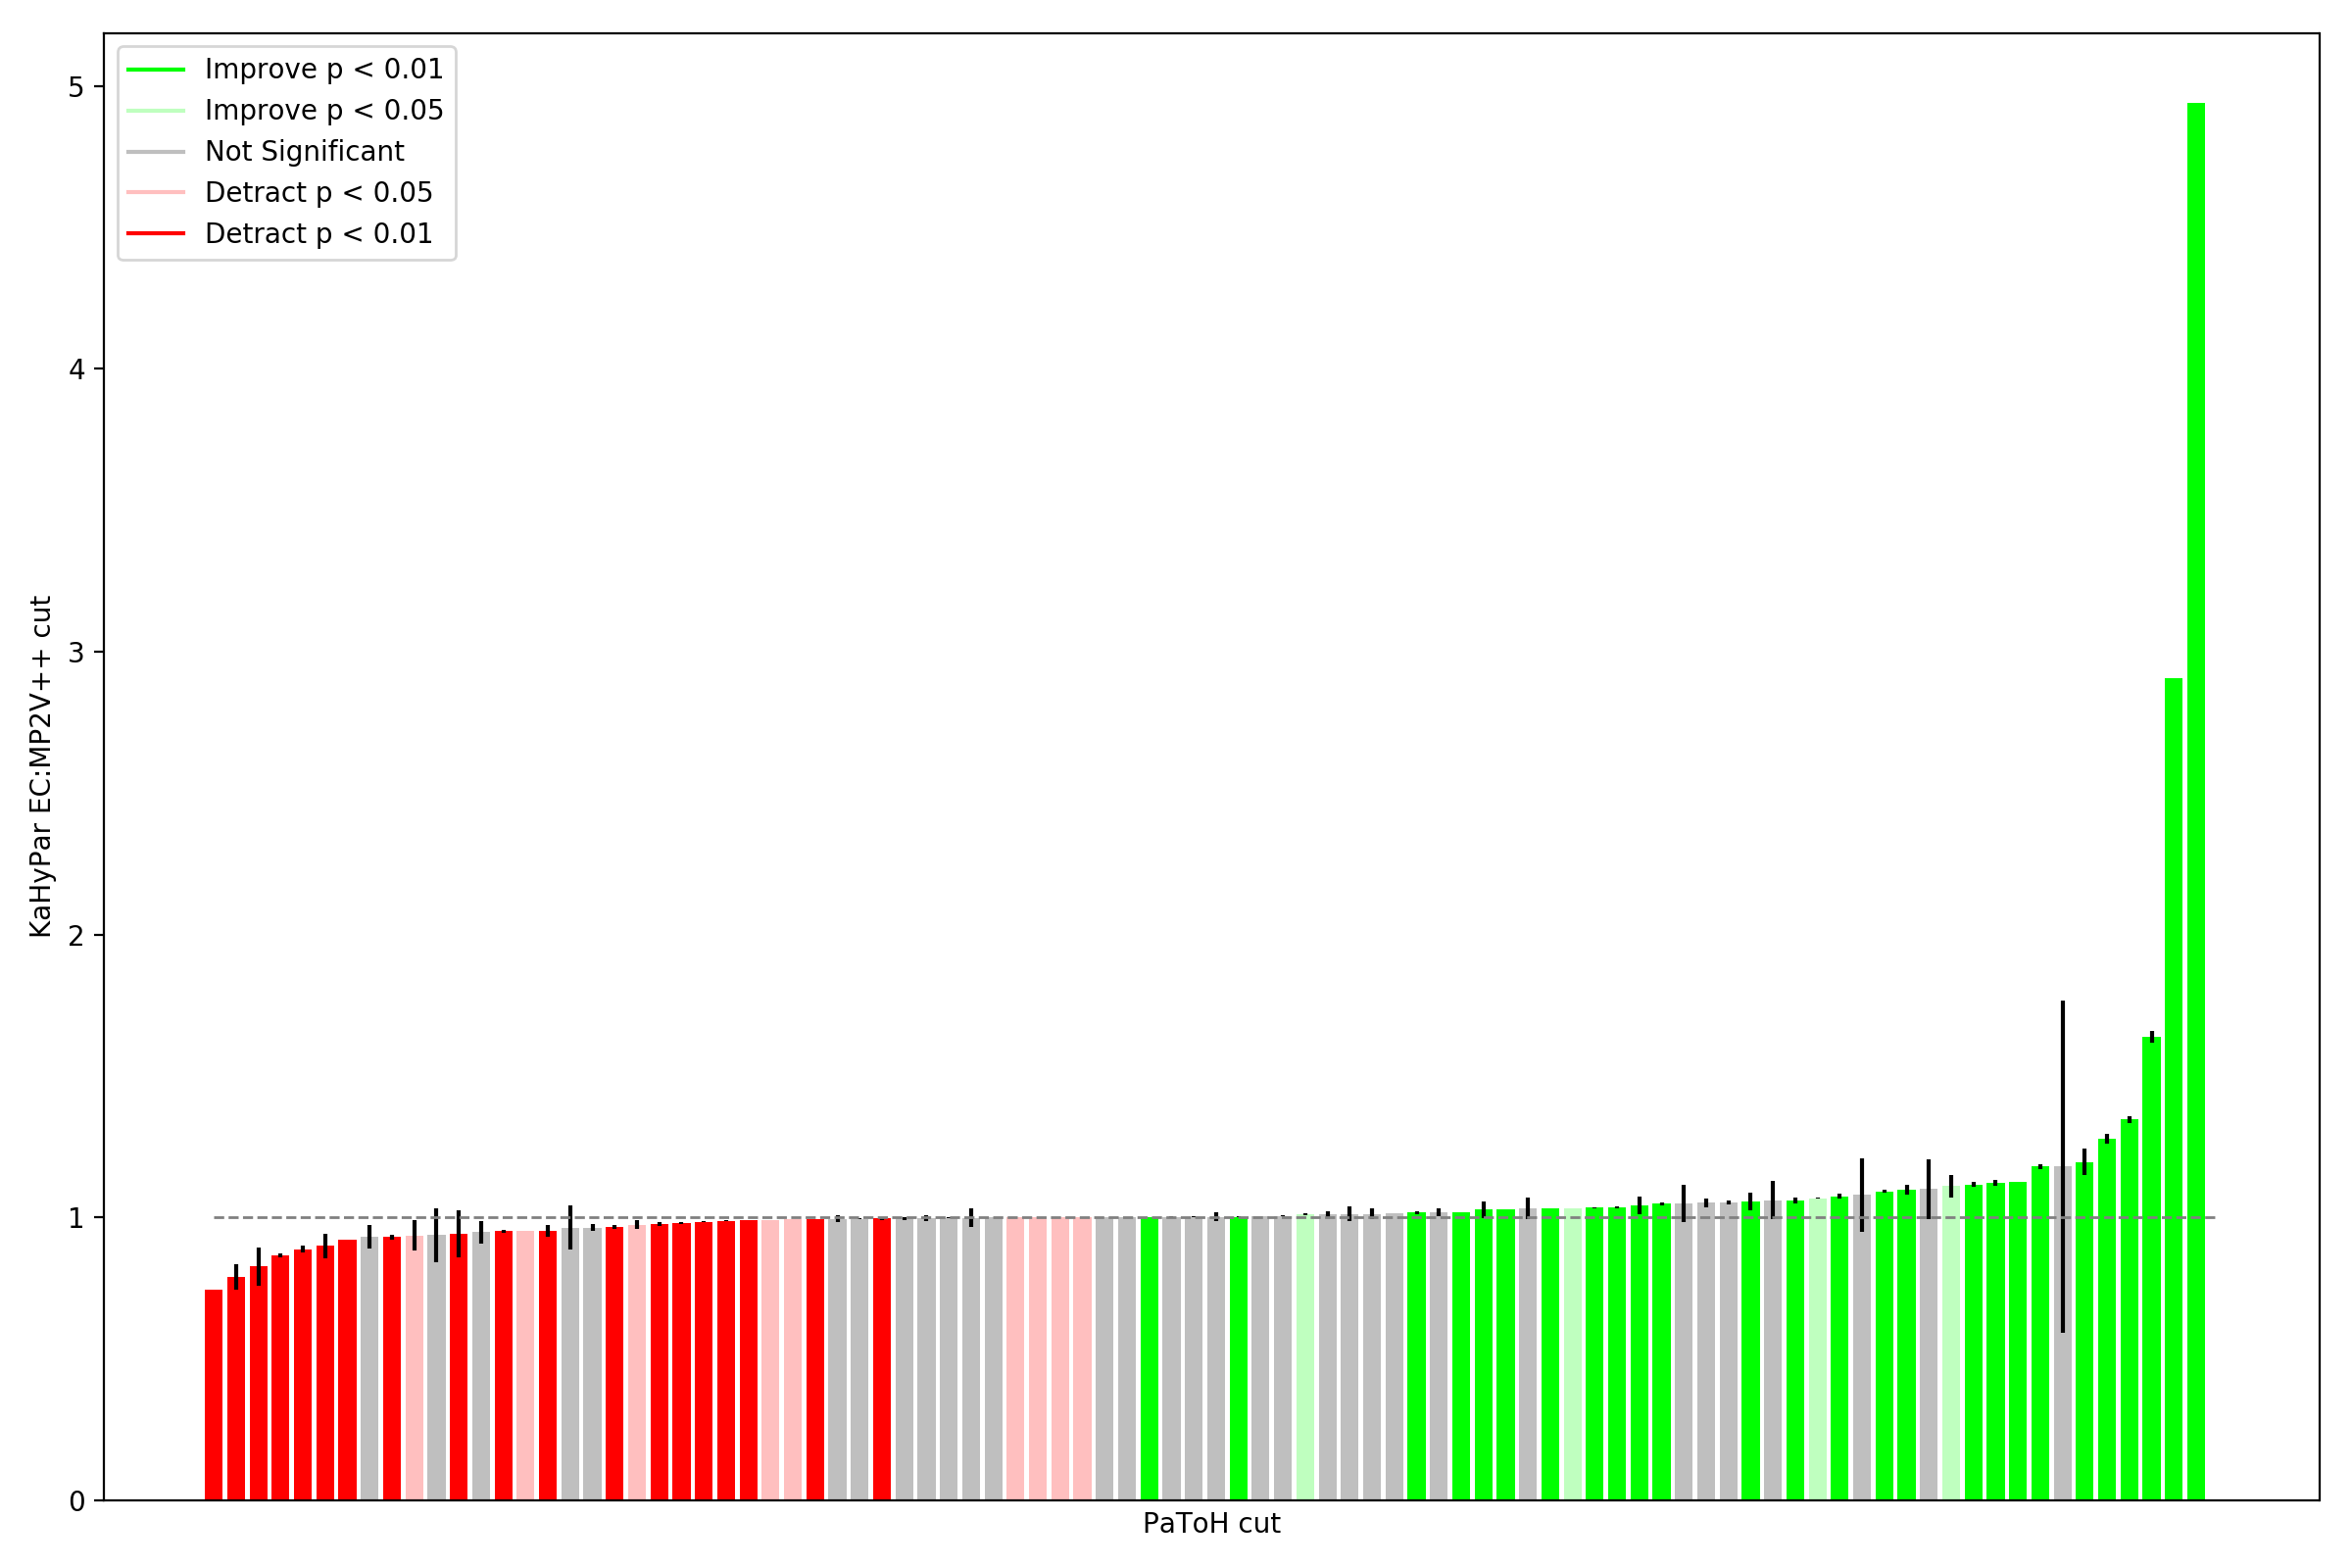 Improve p < 0.01
Improve p < 0.05
Not Significant
Detract p < 0.05
Detract p < 0.01
5
4
3
2
1
0
KaHyPar EC:MP2V++ cut
PaToH cut